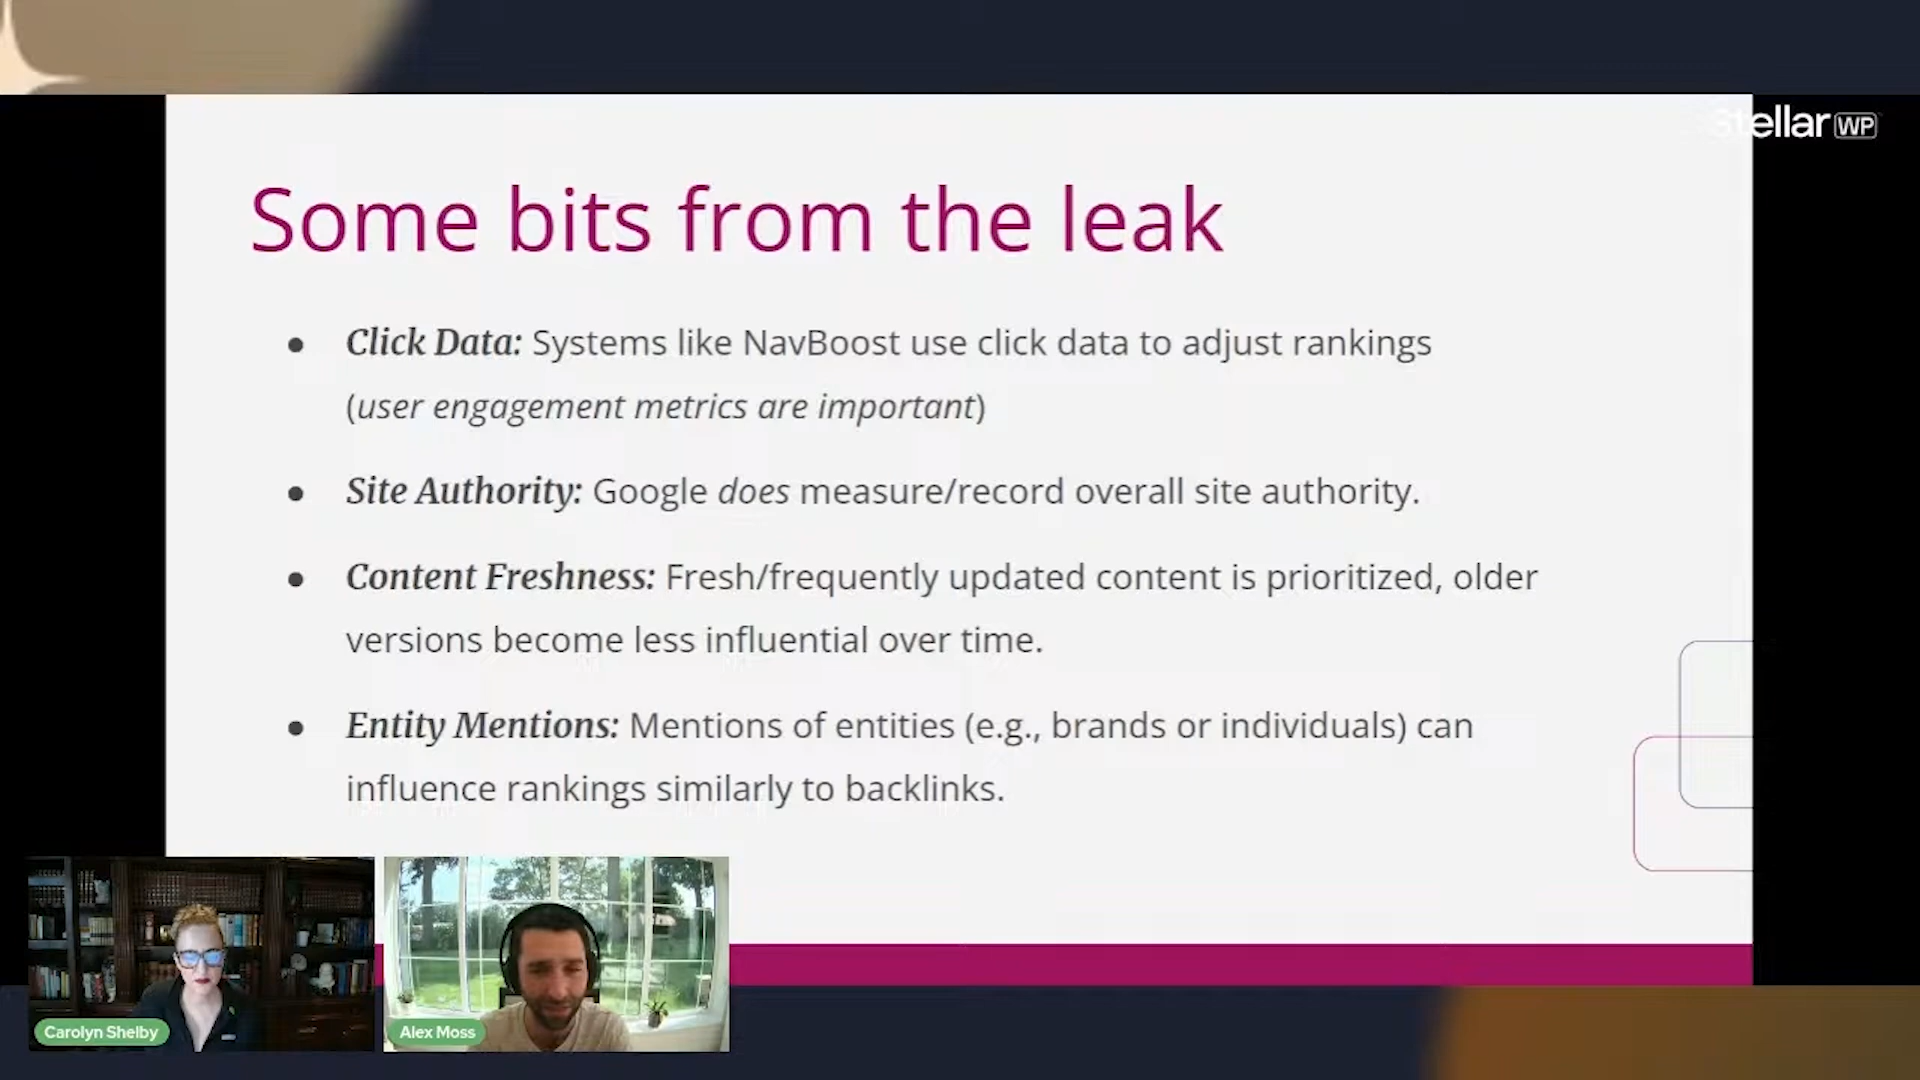 Stellar WP
Some bits from the leak
● Click Data: Systems like NavBoost use click data to adjust rankings
(user engagement metrics are important)
● Site Authority: Google does measure/record overall site authority.
● Content Freshness: Fresh/frequently updated content is prioritized, older
versions become less influential over time.
● Entity Mentions: Mentions of entities (e.g., brands or individuals) can
influence rankings similarly to backlinks.
Carolyn Shelby
Alex Moss